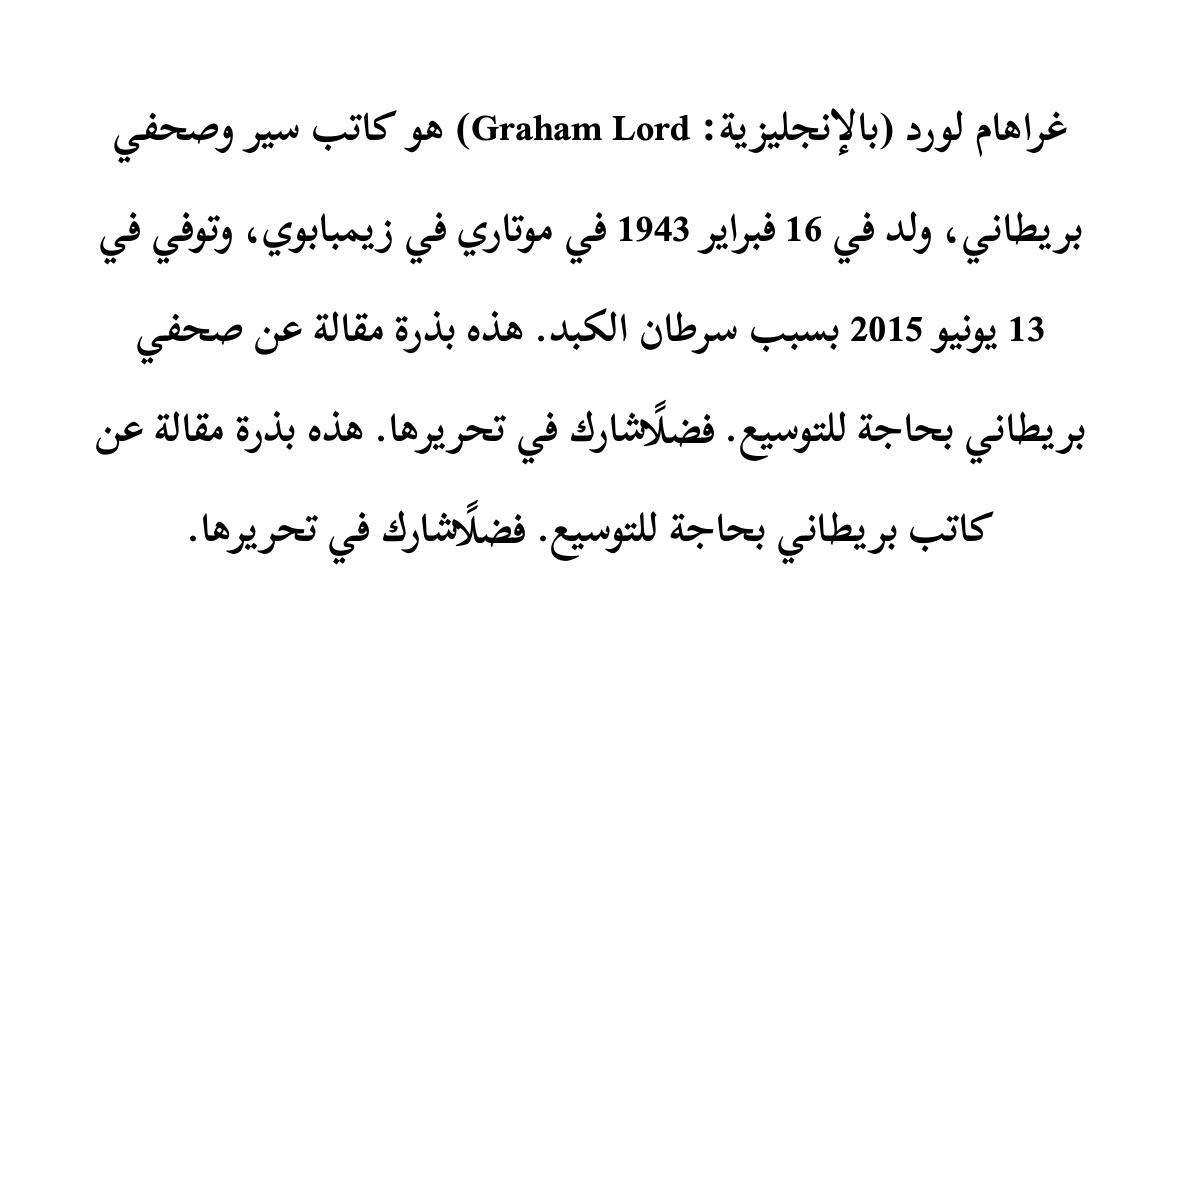 غراهام لورد (بالإنجليزية: Graham Lord) هو كاتب سير وصحفي
بريطاني، ولد في 16 فبراير 1943 في موتاري في زيمبابوي، وتوفي في
13 يونيو 2015 بسبب سرطان الكبد. هذه بذرة مقالة عن صحفي
بريطاني بحاجة للتوسيع. فضلًاشارك في تحريرها. هذه بذرة مقالة عن
كاتب بريطاني بحاجة للتوسيع. فضلًاشارك في تحريرها.